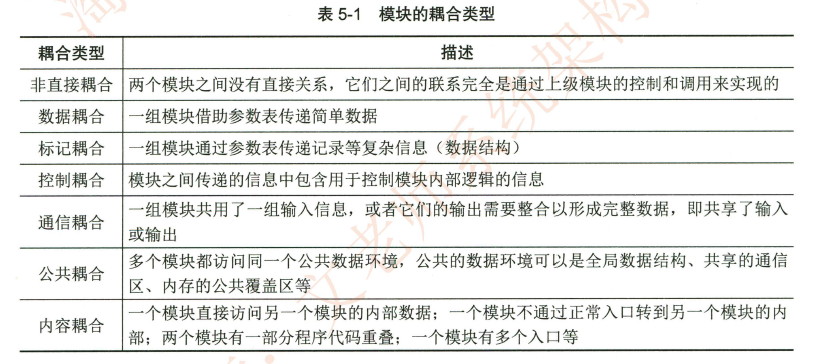 表 5-1 模块的耦合类型
耦合类型 描述
非直接耦合 两个模块之间没有直接关系，它们之间的联系完全是通过上级模块的控制和调用来实现的
数据耦合 一组模块借助参数表传递简单数据
标记耦合 一组模块通过参数表传递记录等复杂信息（数据结构）
控制耦合 模块之间传递的信息中包含用于控制模块内部逻辑的信息
通信耦合 一组模块共用了一组输入信息，或者它们的输出需要整合以形成完整数据，即共享了输入
或输出
公共耦合 多个模块都访问同一个公共数据环境，公共的数据环境可以是全局数据结构、共享的通信
区、内存的公共覆盖区等
内容耦合 一个模块直接访问另一个模块的内部数据；一个模块不通过正常入口转到另一个模块的内
部；两个模块有一部分程序代码重叠；一个模块有多个入口等
文老师系统架构